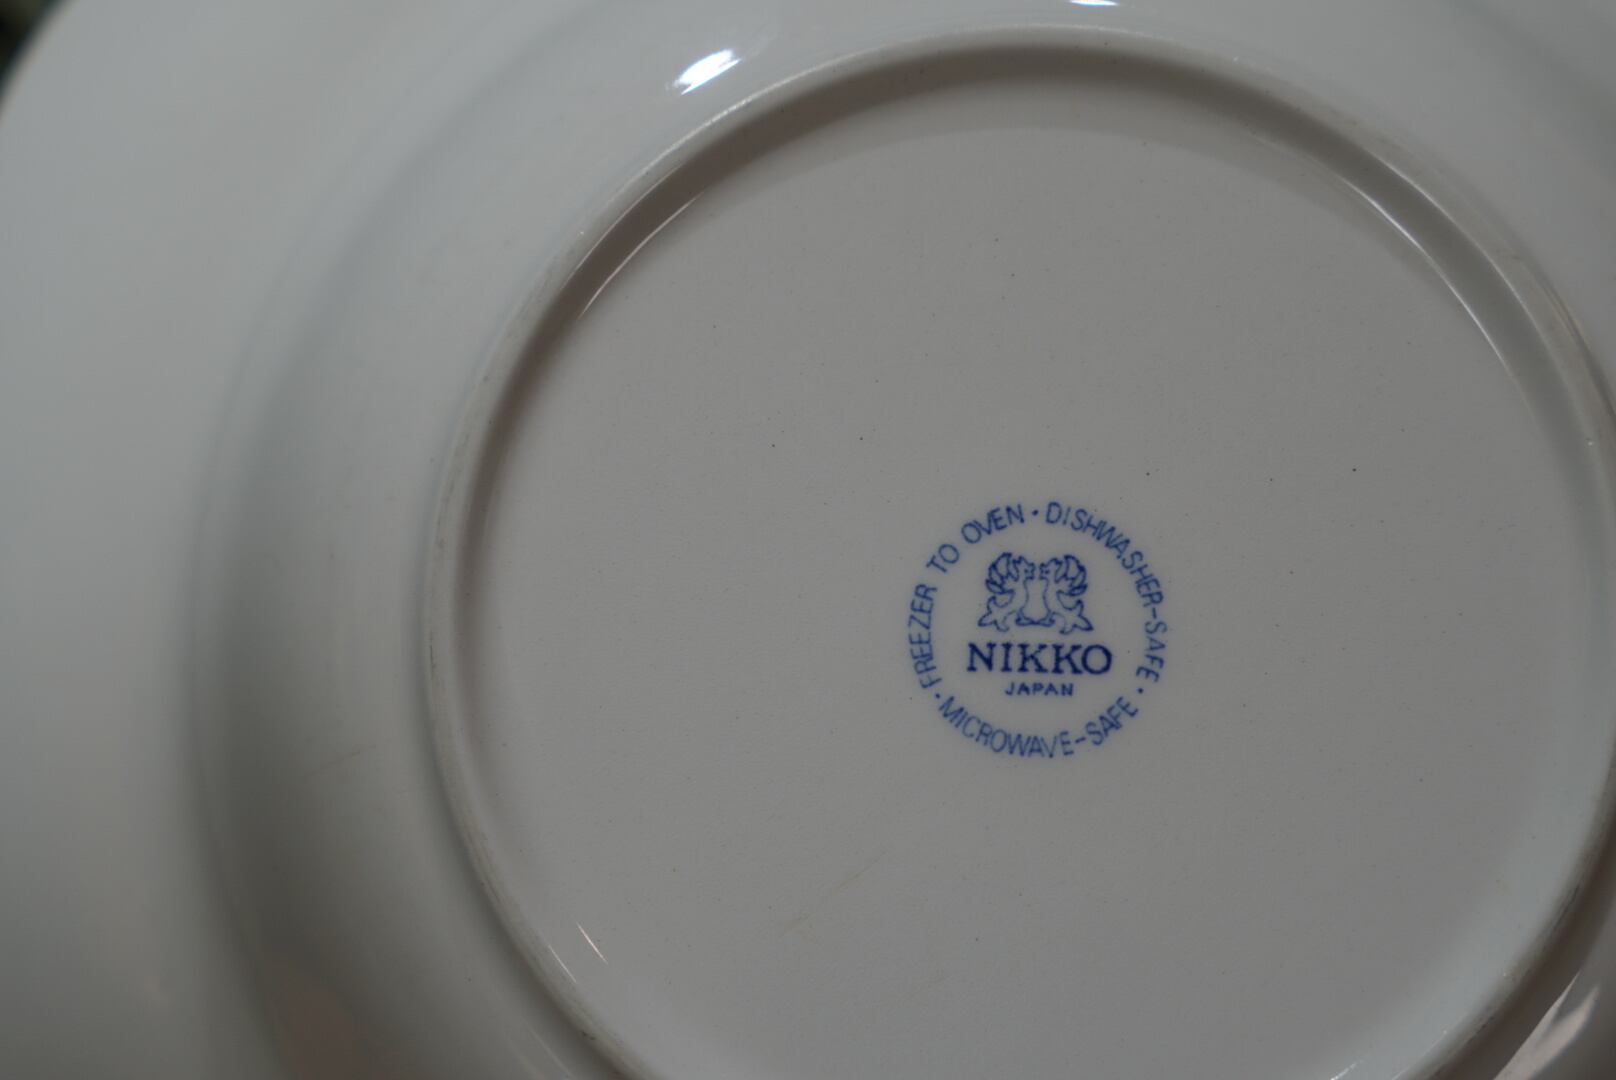 FREEZER TO OVEN · DISHWASHER-SAFE · MICROWAVE-SAFE ·
NIKKO
JAPAN